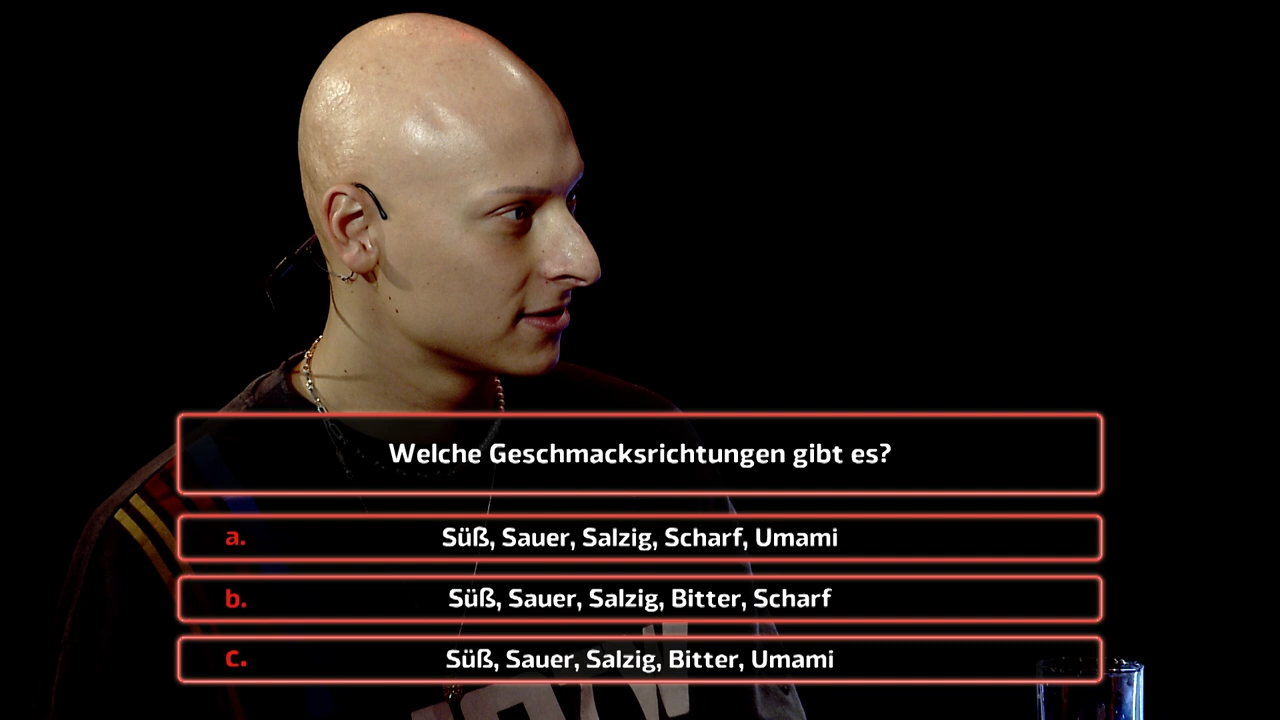 Welche Geschmacksrichtungen gibt es?
a. Süß, Sauer, Salzig, Scharf, Umami
b. Süß, Sauer, Salzig, Bitter, Scharf
c. Süß, Sauer, Salzig, Bitter, Umami